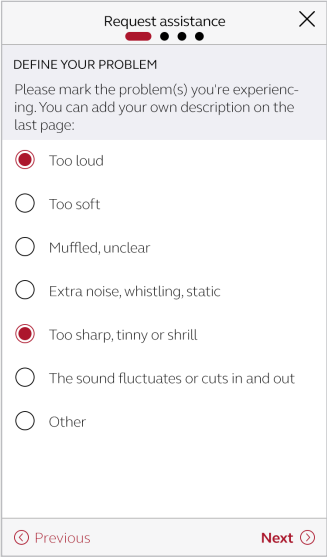 Request assistance
DEFINE YOUR PROBLEM
Please mark the problem(s) you're experienc-
ing. You can add your own description on the
last page:
Too loud
Too soft
Muffled, unclear
Extra noise, whistling, static
Too sharp, tinny or shrill
The sound fluctuates or cuts in and out
Other
Previous
Next